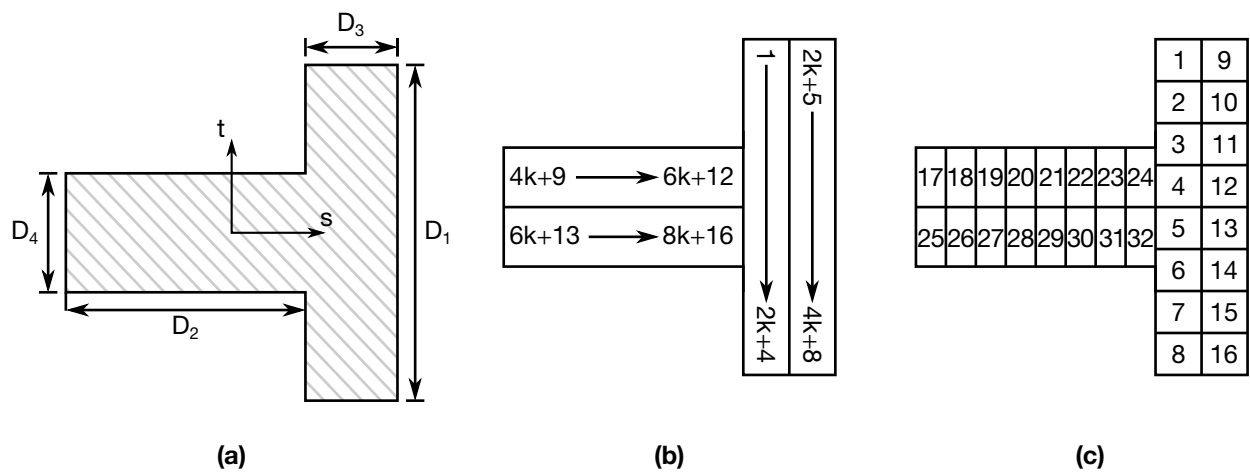 D3
t
s
D4
D1
D2
(a)
1
2k+5
4k+9
6k+12
6k+13
8k+16
2k+4
4k+8
(b)
1 9
2 10
3 11
17 18 19 20 21 22 23 24
4 12
5 13
25 26 27 28 29 30 31 32
6 14
7 15
8 16
(c)